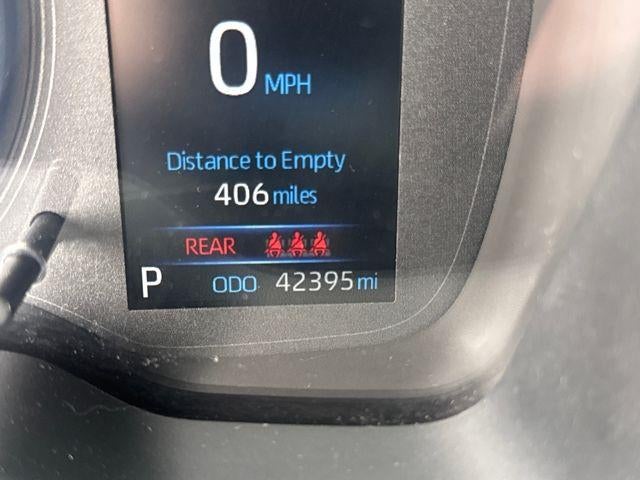 0 MPH
Distance to Empty
406 miles
REAR
P ODO 42395 mi